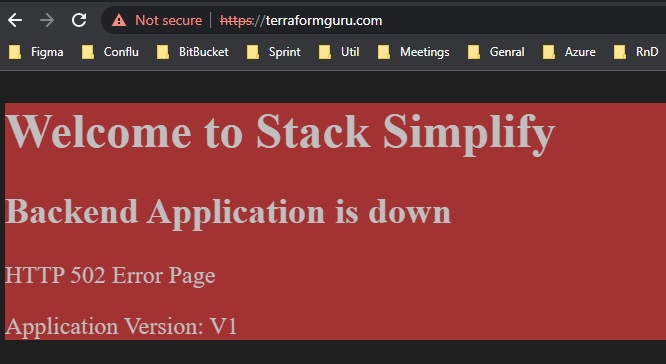 Not secure | https://terraformguru.com
Figma Conflu BitBucket Sprint Util Meetings Genral Azure RnD
Welcome to Stack Simplify
Backend Application is down
HTTP 502 Error Page
Application Version: V1